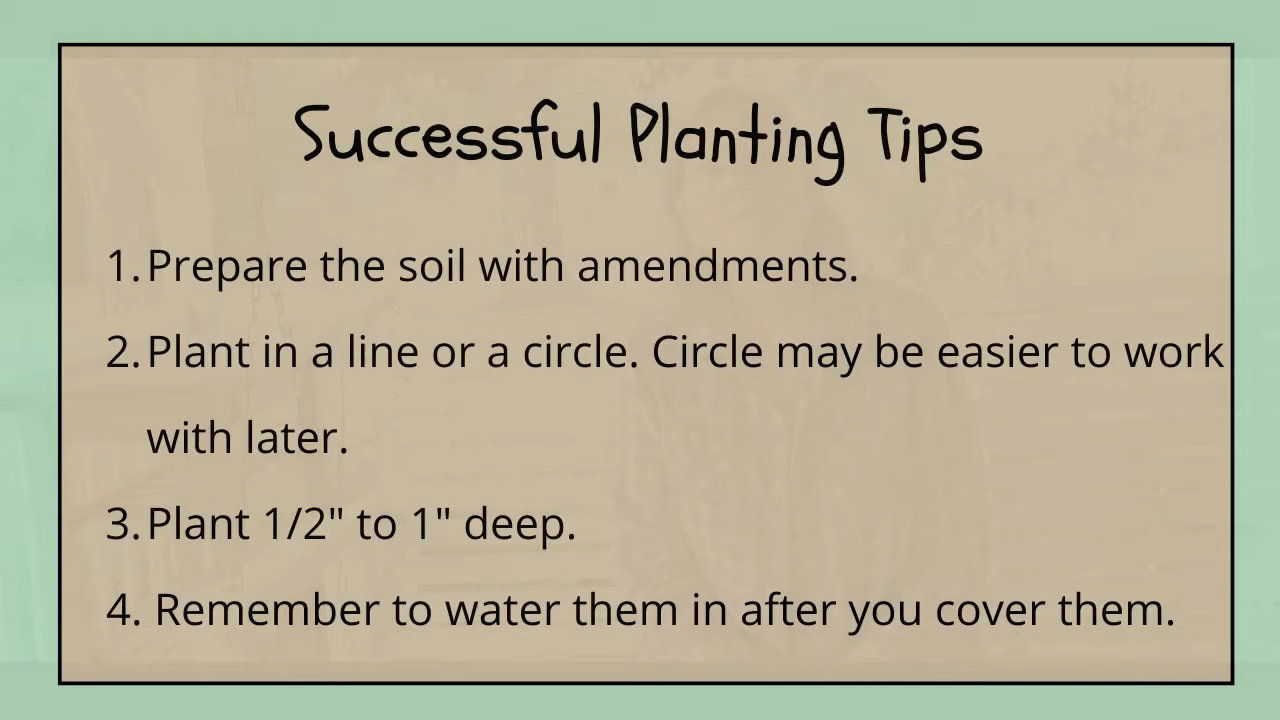 Successful Planting Tips
1. Prepare the soil with amendments.
2. Plant in a line or a circle. Circle may be easier to work
with later.
3. Plant 1/2" to 1" deep.
4. Remember to water them in after you cover them.